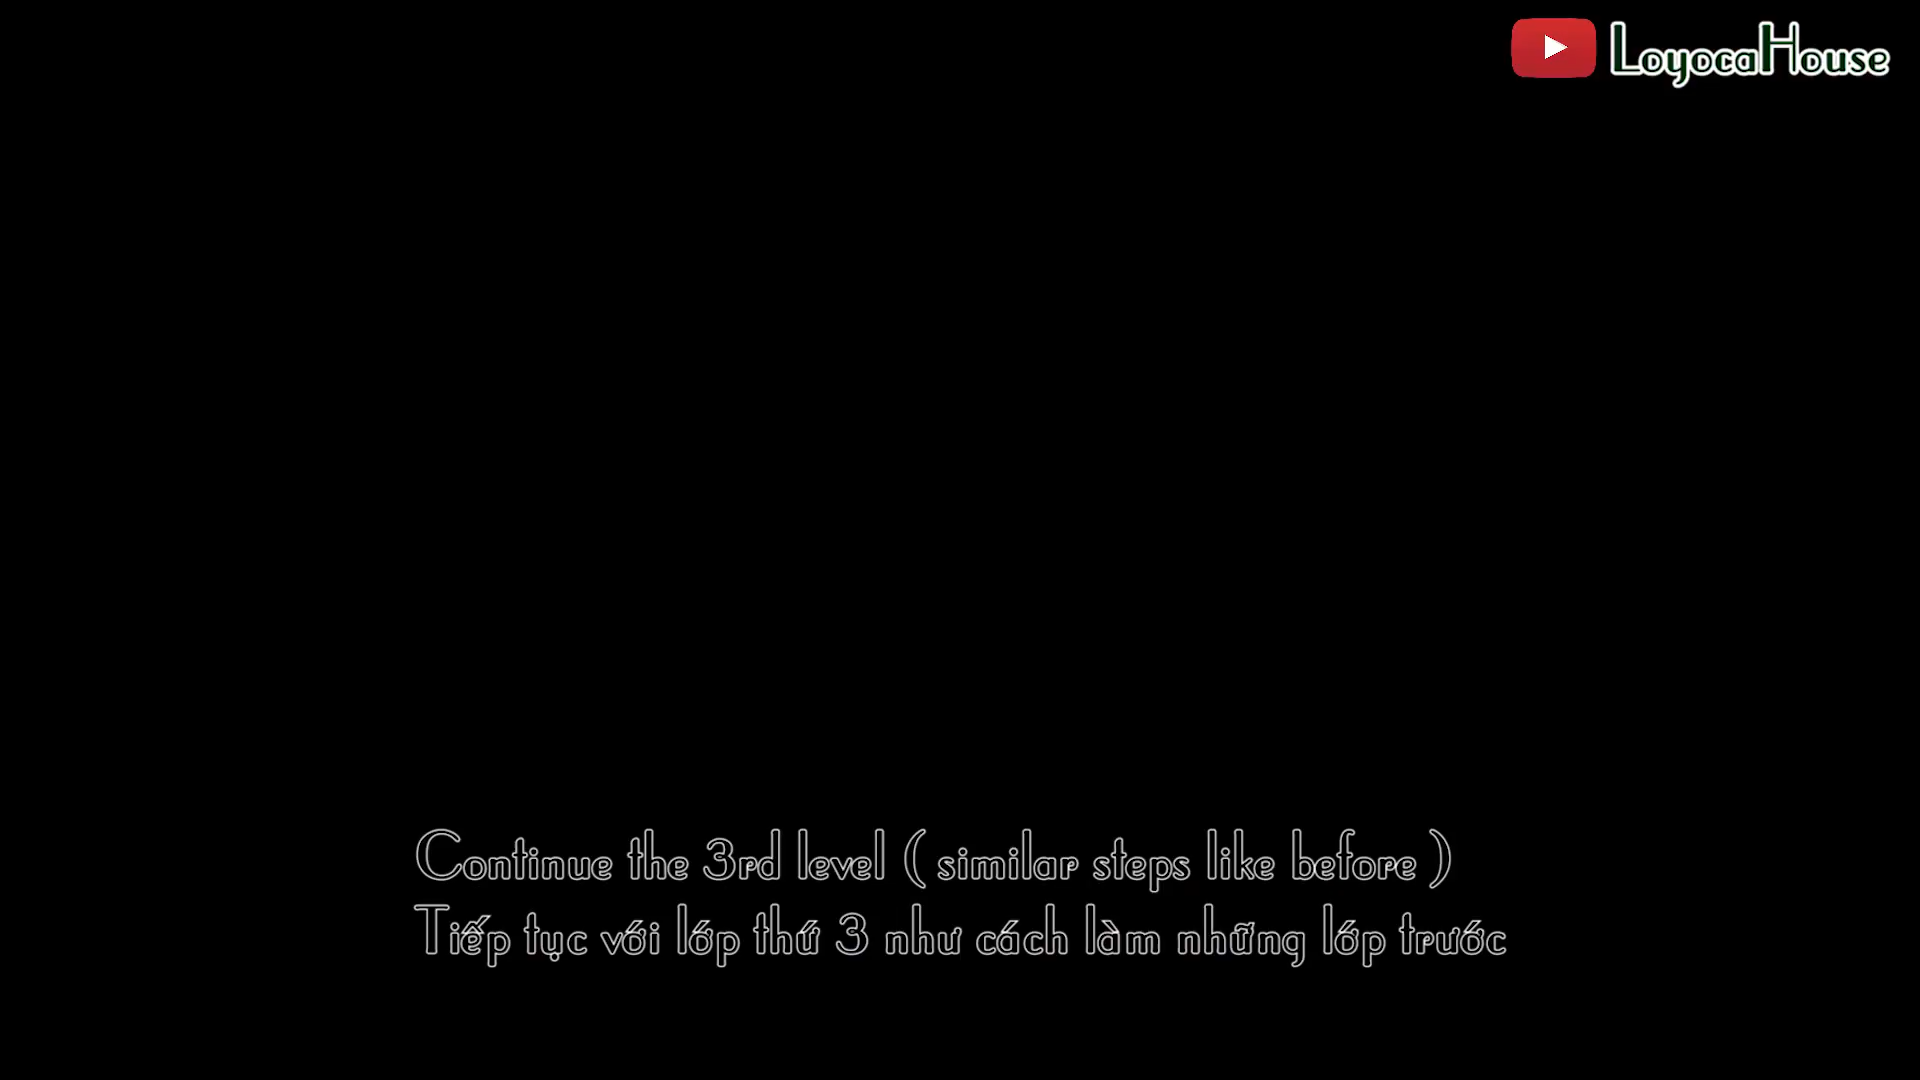 LoyocaHouse
Continue the 3rd level ( similar steps like before )
Tiếp tục với lớp thứ 3 như cách làm những lớp trước